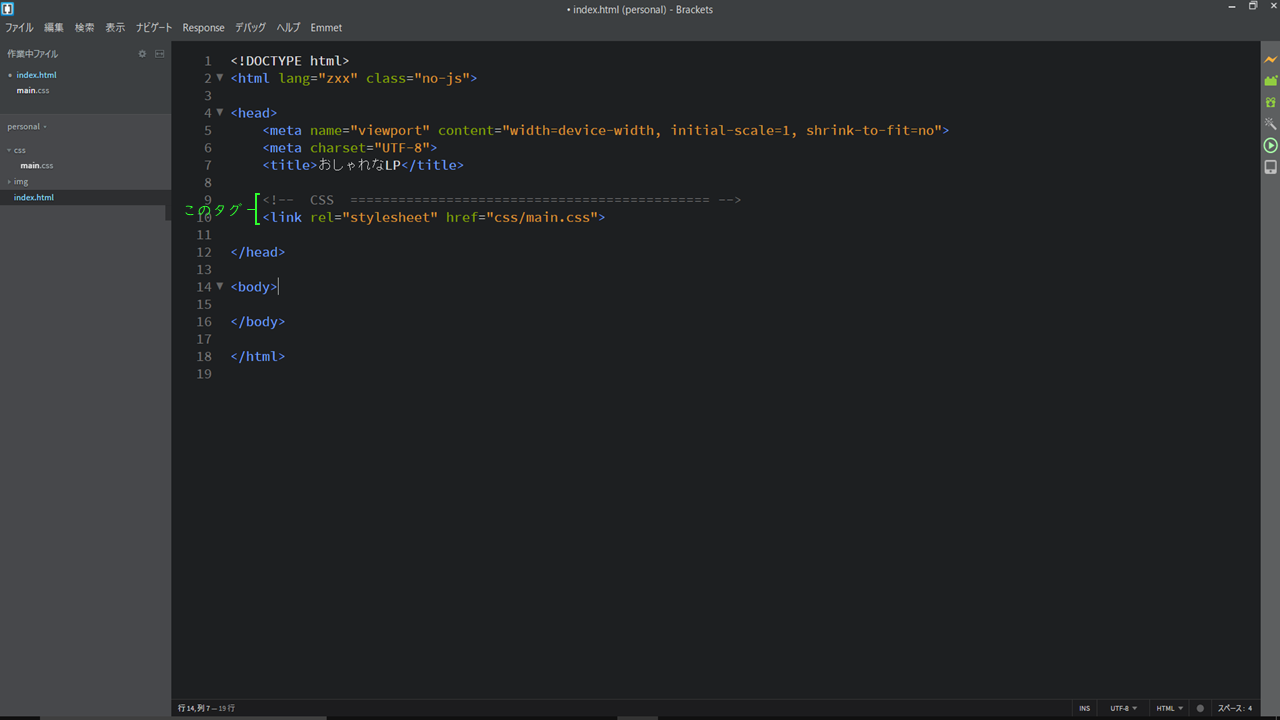 • index.html (personal) - Brackets
ファイル 編集 検索 表示 ナビゲート Response デバッグ ヘルプ Emmet
作業中ファイル
index.html
main.css
personal
css
main.css
img
index.html
1 <!DOCTYPE html>
2 <html lang="zxx" class="no-js">
3
4 <head>
5 <meta name="viewport" content="width=device-width, initial-scale=1, shrink-to-fit=no">
6 <meta charset="UTF-8">
7 <title>おしゃれなLP</title>
8
9 <!-- CSS ============================================= -->
このタグ
10 <link rel="stylesheet" href="css/main.css">
11
12 </head>
13
14 <body>
15
16 </body>
17
18 </html>
19
行 14, 列 7 — 19 行 INS UTF-8 HTML スペース: 4